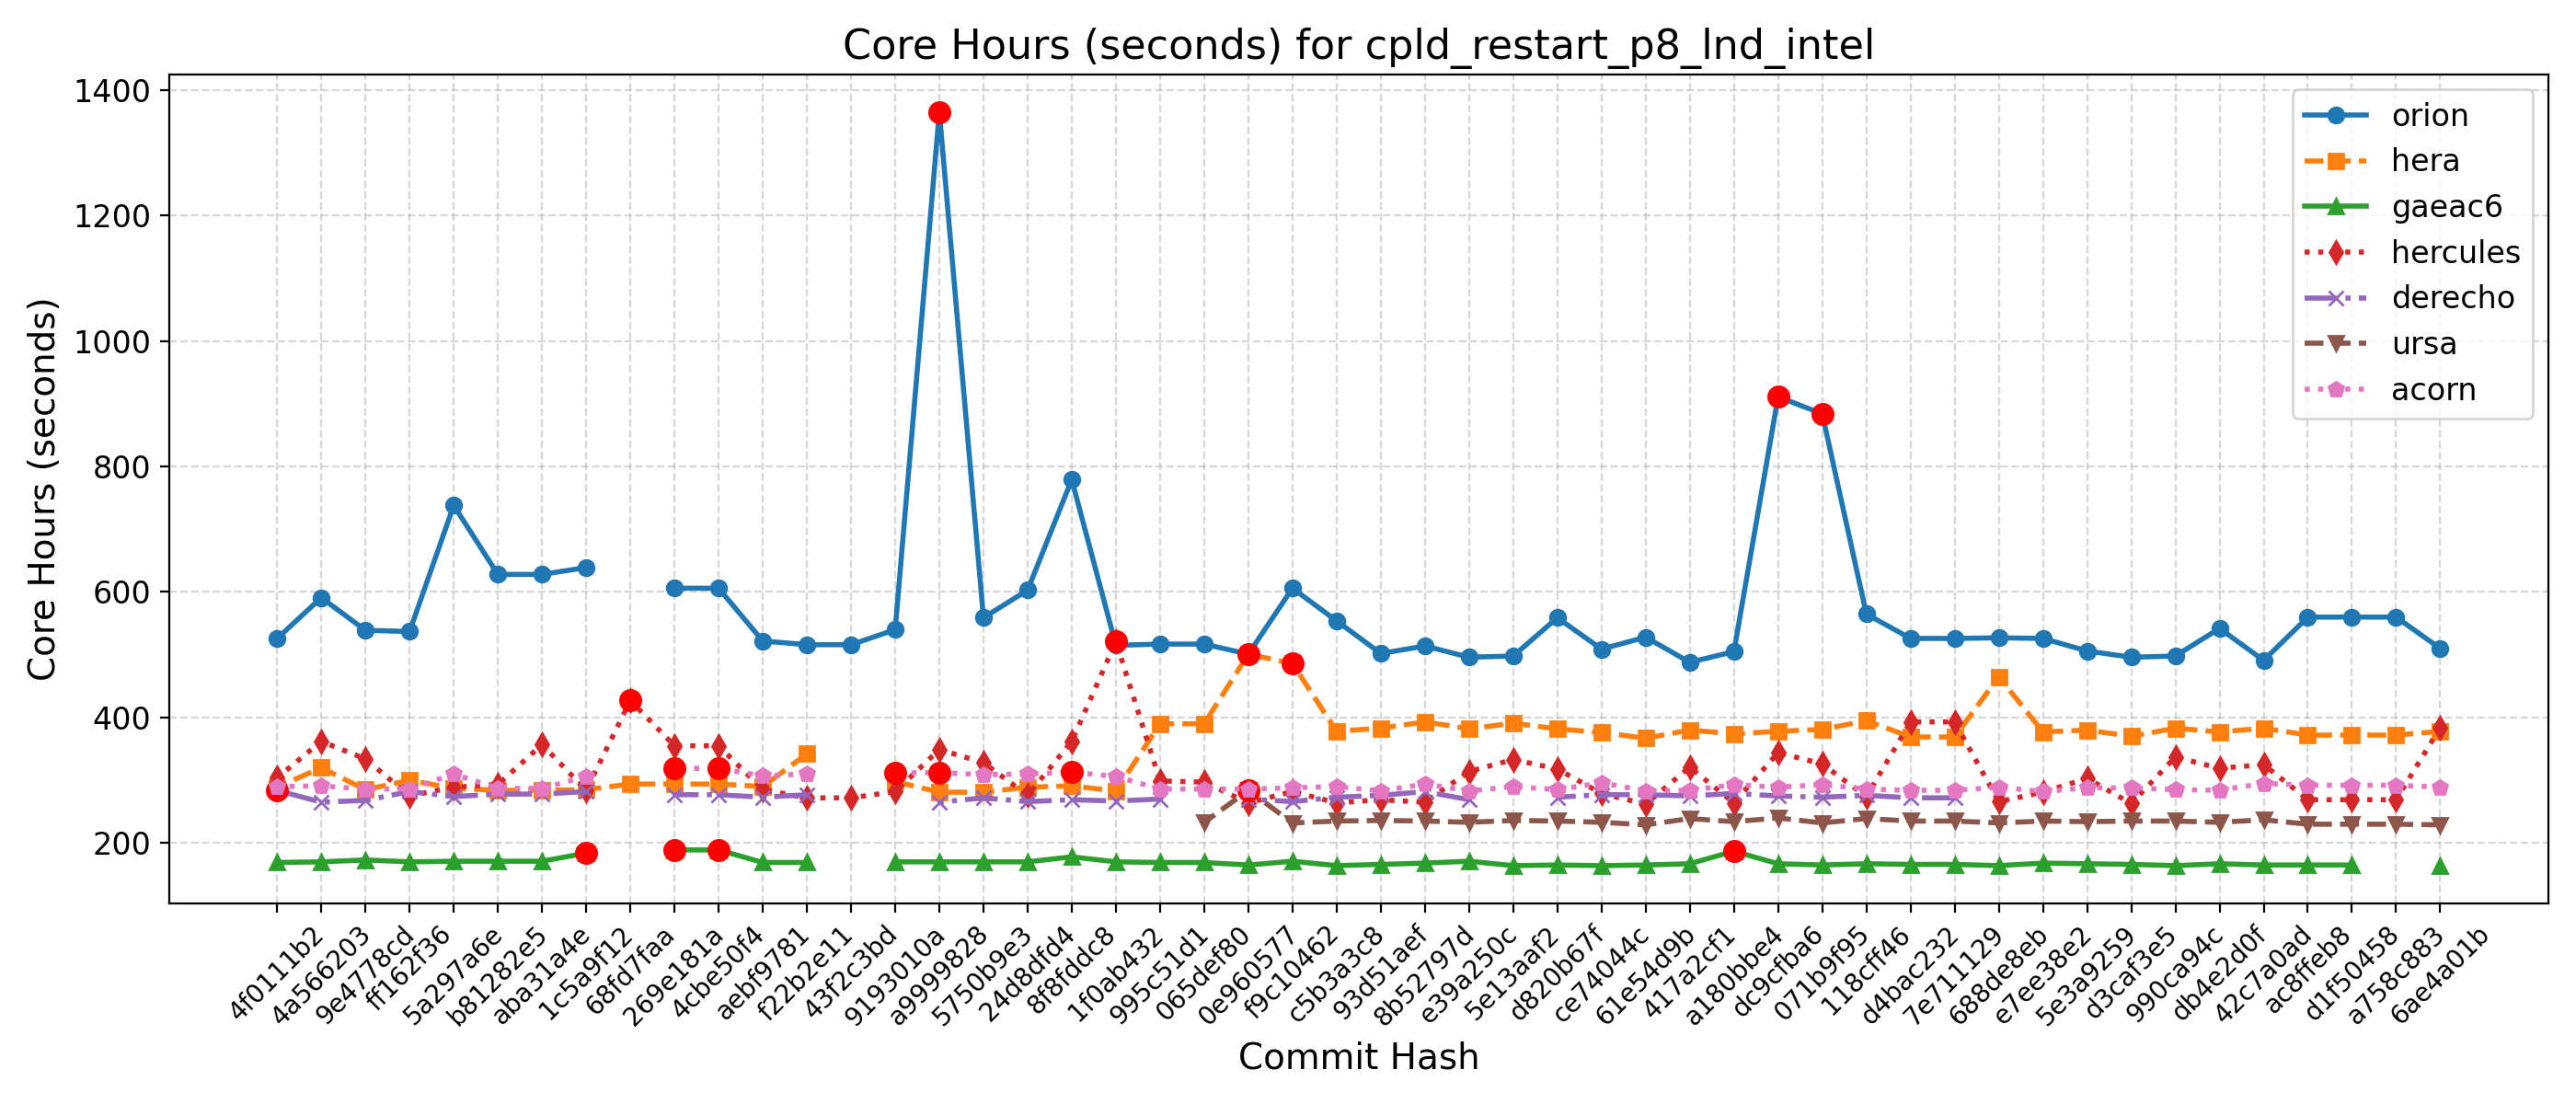 Core Hours (seconds) for cpld_restart_p8_lnd_intel
Core Hours (seconds)
1400
1200
1000
800
600
400
200
orion
hera
gaeac6
hercules
derecho
ursa
acorn
4f0111b2
4a566203
9e4778cd
ff162f36
5a297a6e
b81282e5
aba31a4e
1c5a9f12
68fd7faa
269e181a
4cbe50f4
aebf9781
f22b2e11
43f2c3bd
9193010a
a9999828
5750b9e3
24d8dfd4
8f8fddc8
1f0ab432
995c51d1
065def80
0e960577
f9c10462
c5b3a3c8
93d51aef
8b52797d
e39a250c
5e13aaf2
d820b67f
ce74044c
61e54d9b
417a2cf1
a180bbe4
dc9cfba6
071b9f95
118cff46
d4bac232
7e711129
688de8eb
e7ee38e2
5e3a9259
d3caf3e5
990ca94c
db4e2d0f
42c7a0ad
ac8ffeb8
d1f50458
a758c883
6ae4a01b
Commit Hash